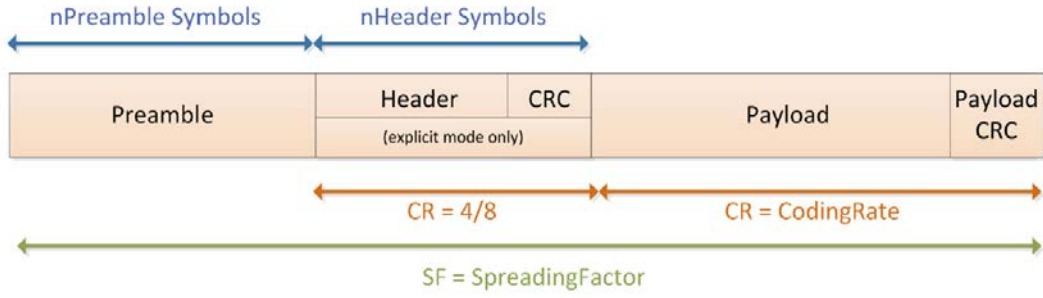 nPreamble Symbols
nHeader Symbols
Preamble
Header
CRC
(explicit mode only)
Payload
Payload
CRC
CR = 4/8
CR = CodingRate
SF = SpreadingFactor